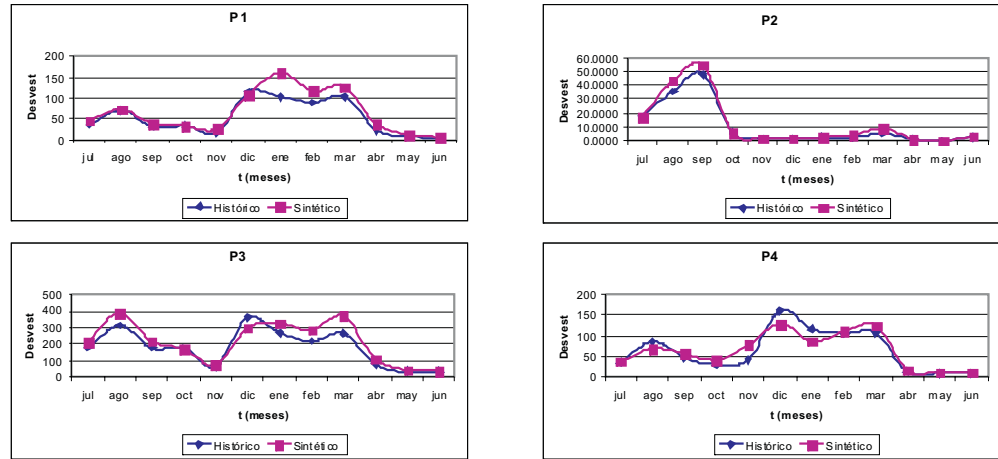 P1
Desvest
200
150
100
50
0
jul ago sep oct nov dic ene feb mar abr may jun
t (meses)
Histórico Sintético
P2
Desvest
60.0000
50.0000
40.0000
30.0000
20.0000
10.0000
0.0000
jul ago sep oct nov dic ene feb mar abr may jun
t (meses)
Histórico Sintético
P3
Desvest
500
400
300
200
100
0
jul ago sep oct nov dic ene feb mar abr may jun
t (meses)
Histórico Sintético
P4
Desvest
200
150
100
50
0
jul ago sep oct nov dic ene feb mar abr may jun
t (meses)
Histórico Sintético